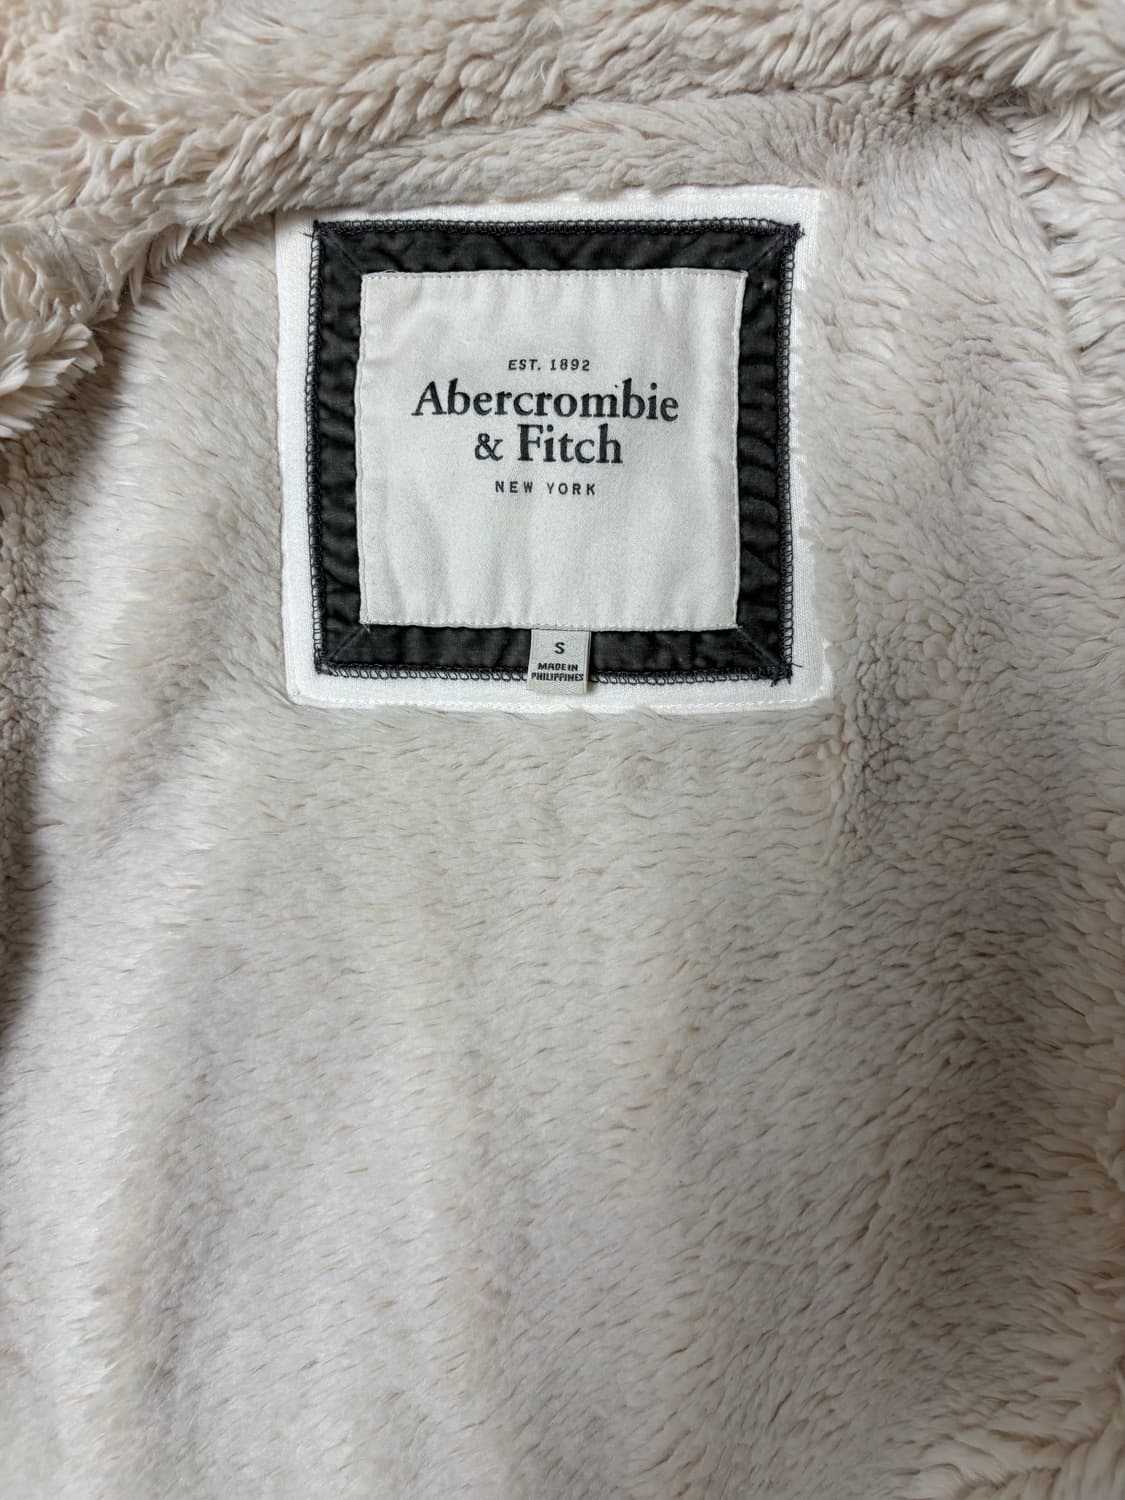 EST. 1892
Abercrombie
& Fitch
NEW YORK
S
MADE IN
PHILIPPINES